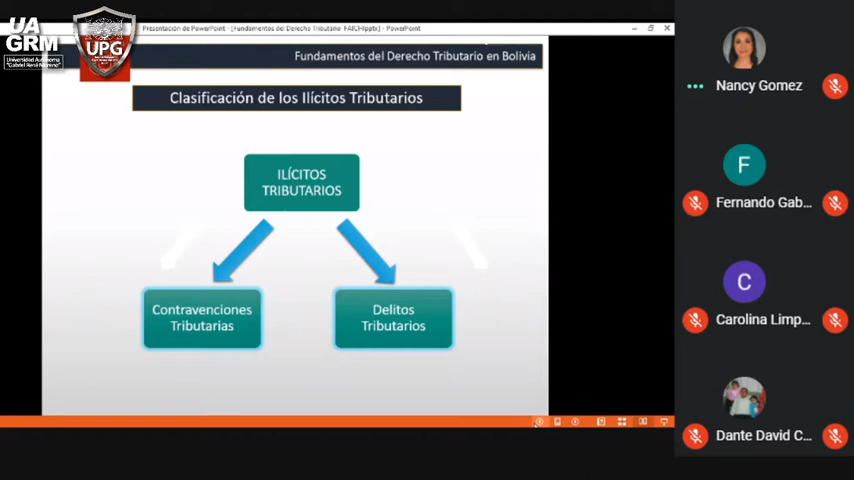 UA
GRM
Universidad Autónoma
"Gabriel René Moreno"
UPG
Presentación de PowerPoint - [Fundamentos del Derecho Tributario FAICHIpptx] - PowerPoint
Fundamentos del Derecho Tributario en Bolivia
Clasificación de los Ilícitos Tributarios
ILÍCITOS
TRIBUTARIOS
Contravenciones
Tributarias
Delitos
Tributarios
Nancy Gomez
F
Fernando Gab...
C
Carolina Limp...
Dante David C...